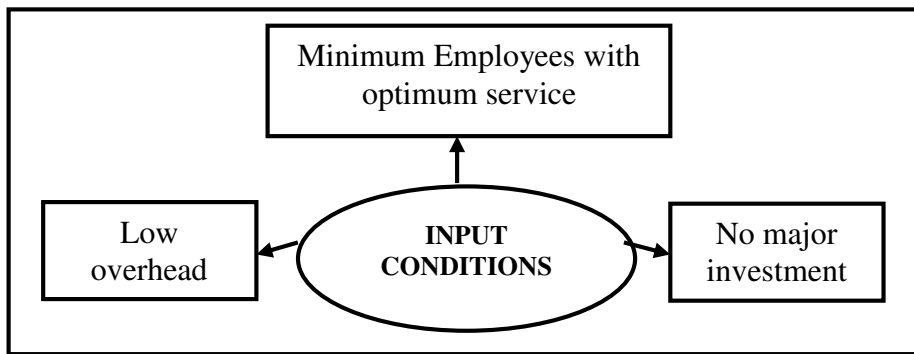 Minimum Employees with
optimum service
Low
overhead
INPUT
CONDITIONS
No major
investment